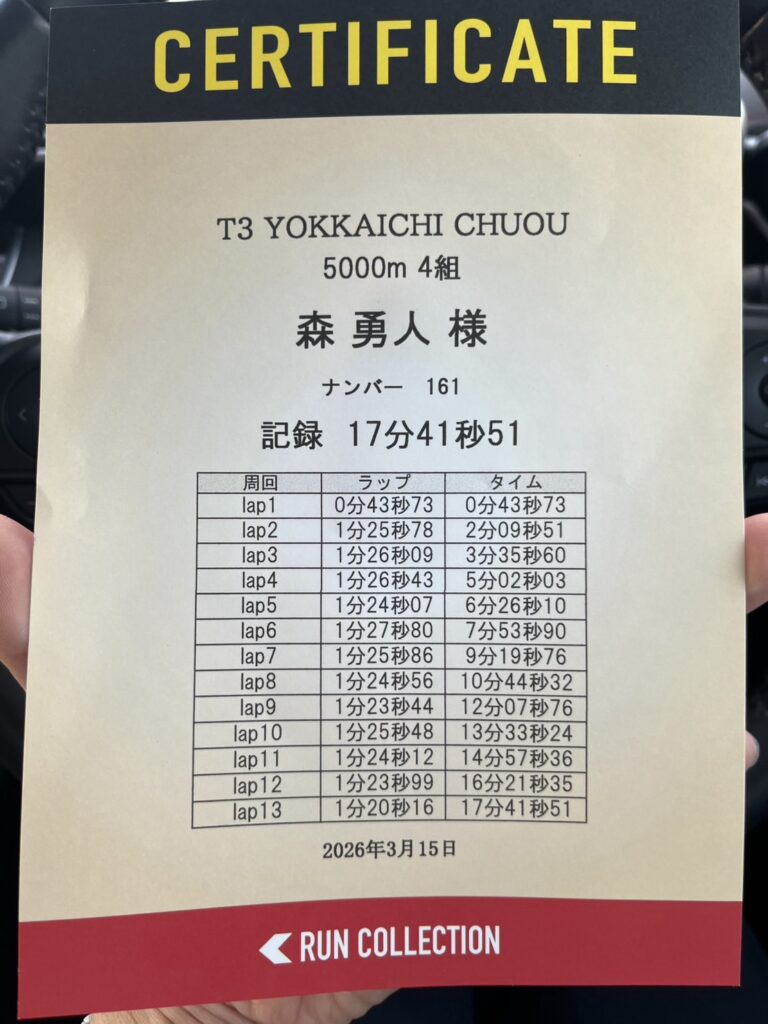 CERTIFICATE
T3 YOKKAICHI CHUOU
5000m 4組
森 勇人 様
ナンバー 161
記録 17分41秒51
周回 ラップ タイム
lap1 0分43秒73 0分43秒73
lap2 1分25秒78 2分09秒51
lap3 1分26秒09 3分35秒60
lap4 1分26秒43 5分02秒03
lap5 1分24秒07 6分26秒10
lap6 1分27秒80 7分53秒90
lap7 1分25秒86 9分19秒76
lap8 1分24秒56 10分44秒32
lap9 1分23秒44 12分07秒76
lap10 1分25秒48 13分33秒24
lap11 1分24秒12 14分57秒36
lap12 1分23秒99 16分21秒35
lap13 1分20秒16 17分41秒51
2026年3月15日
RUN COLLECTION